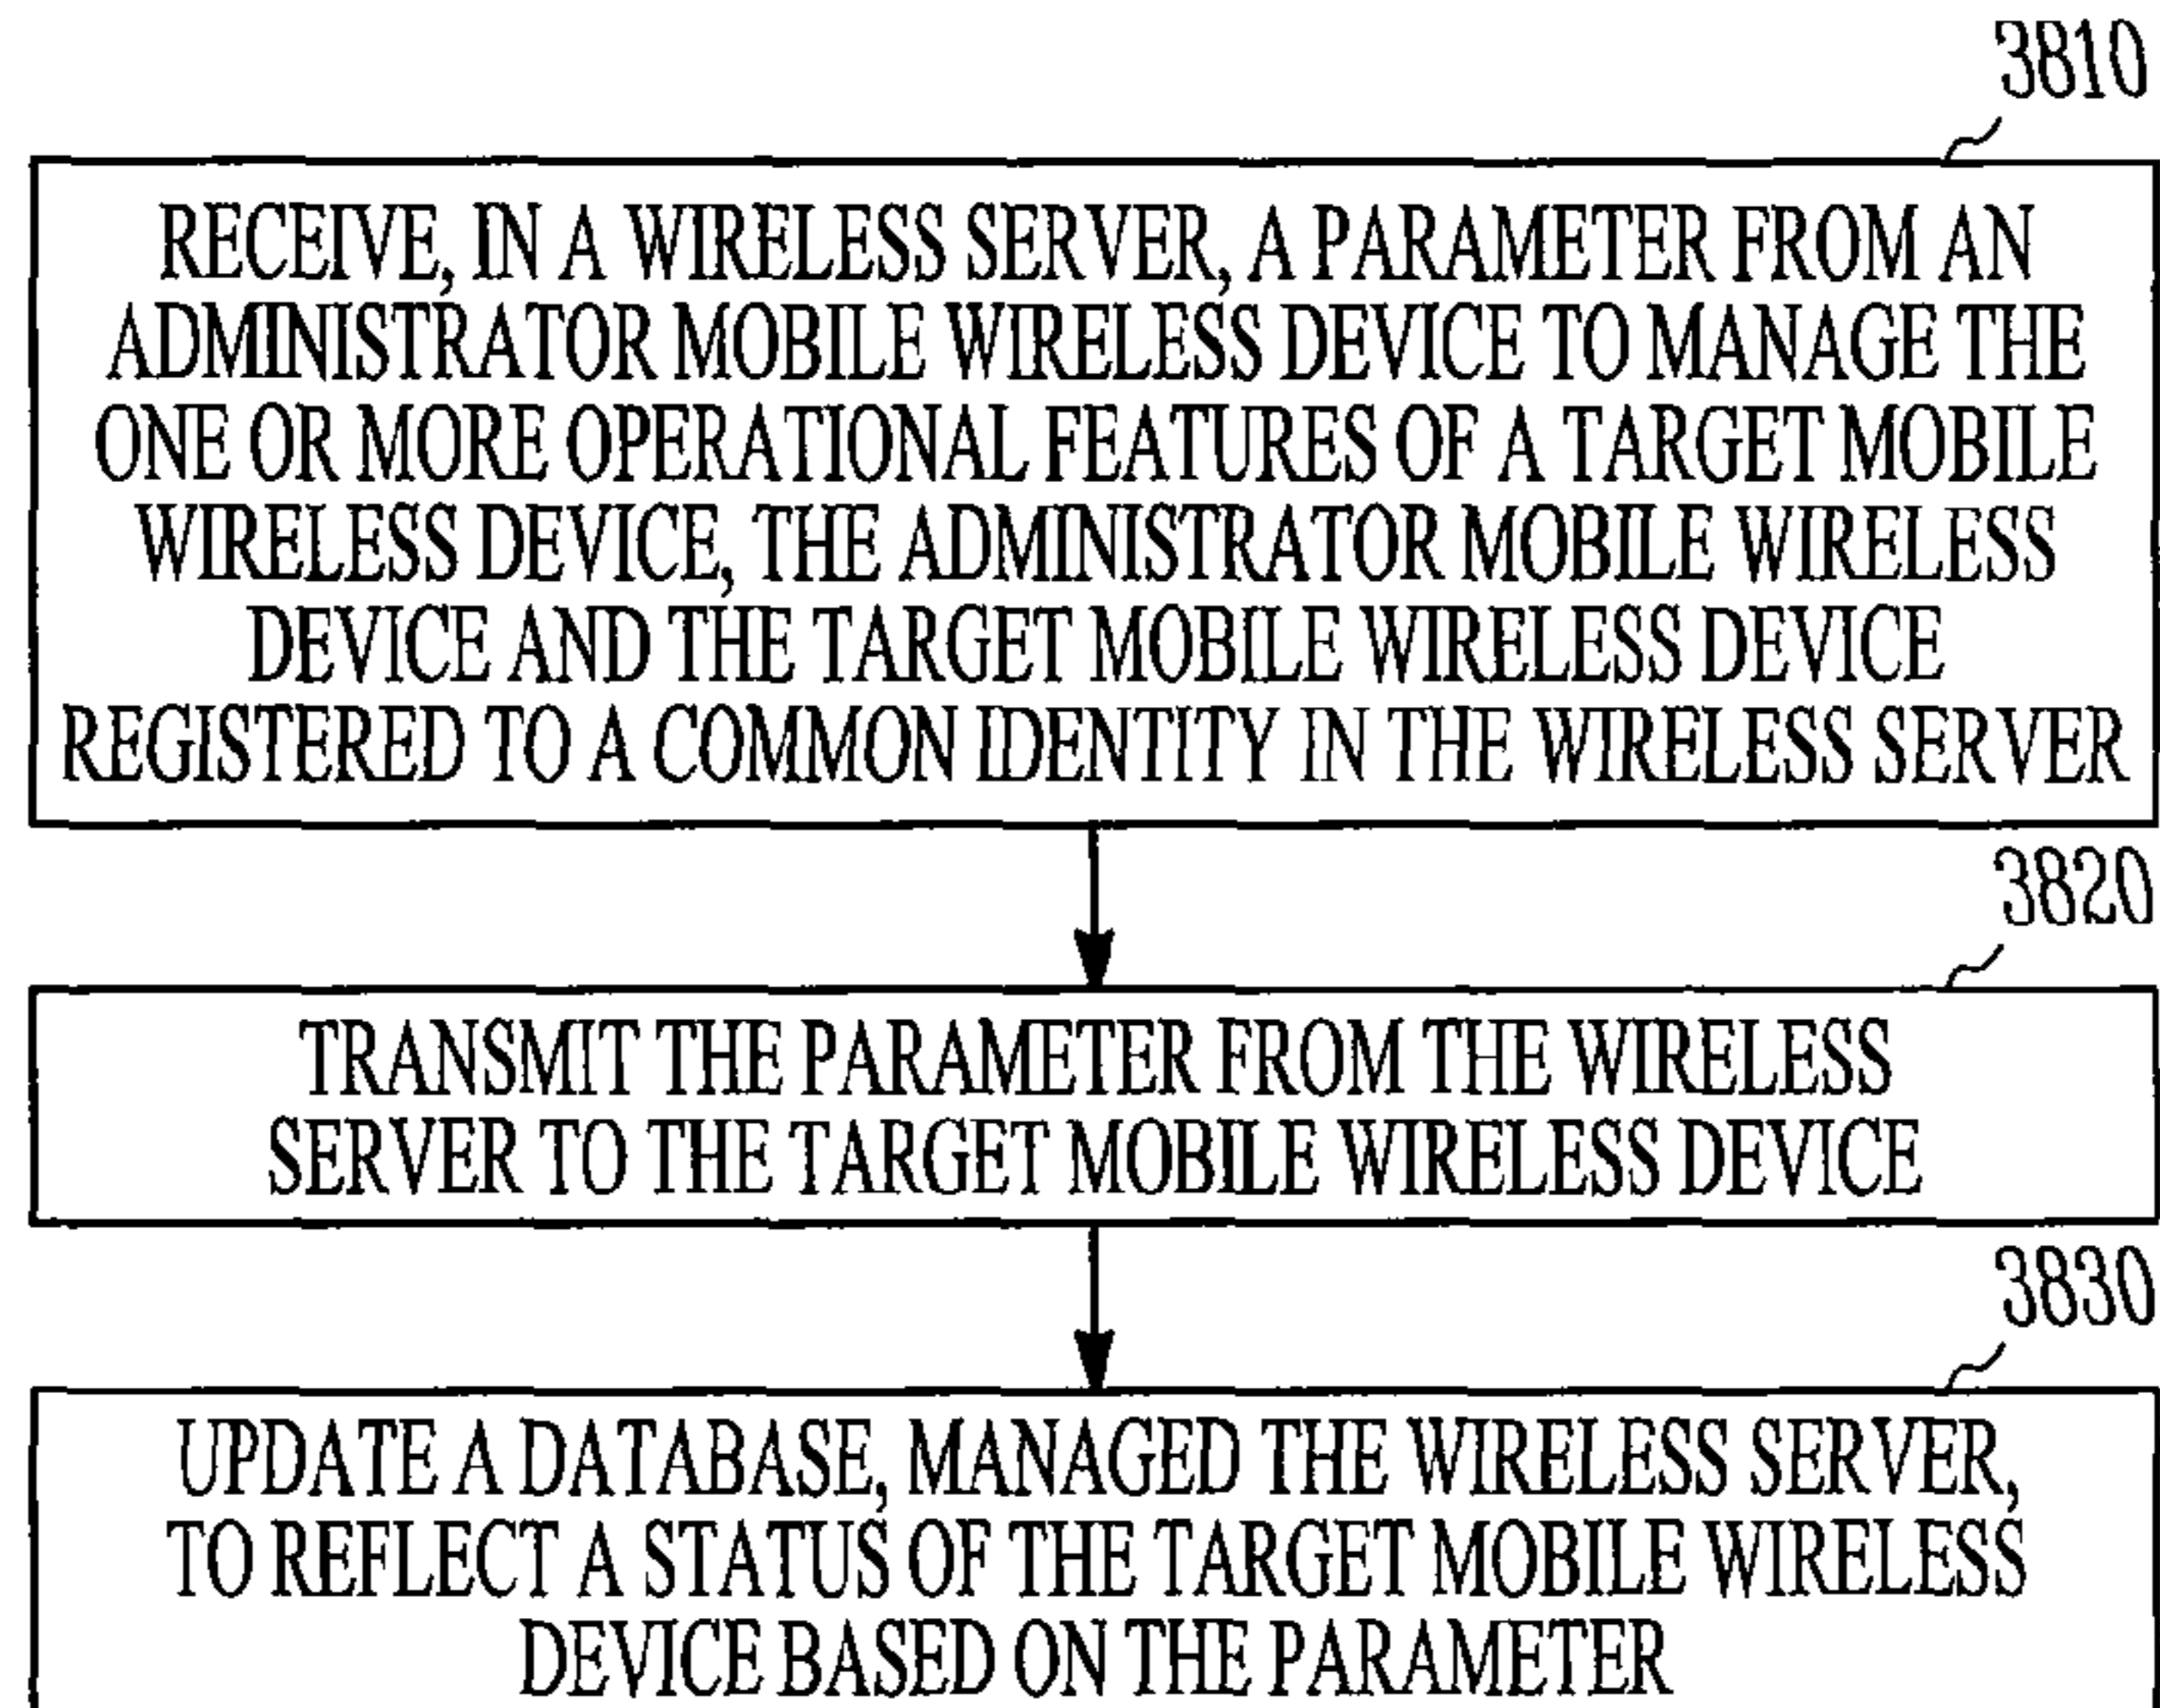 3810
RECEIVE, IN A WIRELESS SERVER, A PARAMETER FROM AN
ADMINISTRATOR MOBILE WIRELESS DEVICE TO MANAGE THE
ONE OR MORE OPERATIONAL FEATURES OF A TARGET MOBILE
WIRELESS DEVICE, THE ADMINISTRATOR MOBILE WIRELESS
DEVICE AND THE TARGET MOBILE WIRELESS DEVICE
REGISTERED TO A COMMON IDENTITY IN THE WIRELESS SERVER
3820
TRANSMIT THE PARAMETER FROM THE WIRELESS
SERVER TO THE TARGET MOBILE WIRELESS DEVICE
3830
UPDATE A DATABASE, MANAGED THE WIRELESS SERVER,
TO REFLECT A STATUS OF THE TARGET MOBILE WIRELESS
DEVICE BASED ON THE PARAMETER